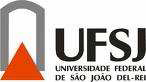 UFSJ
UNIVERSIDADE FEDERAL
DE SÃO JOÃO DEL-REI